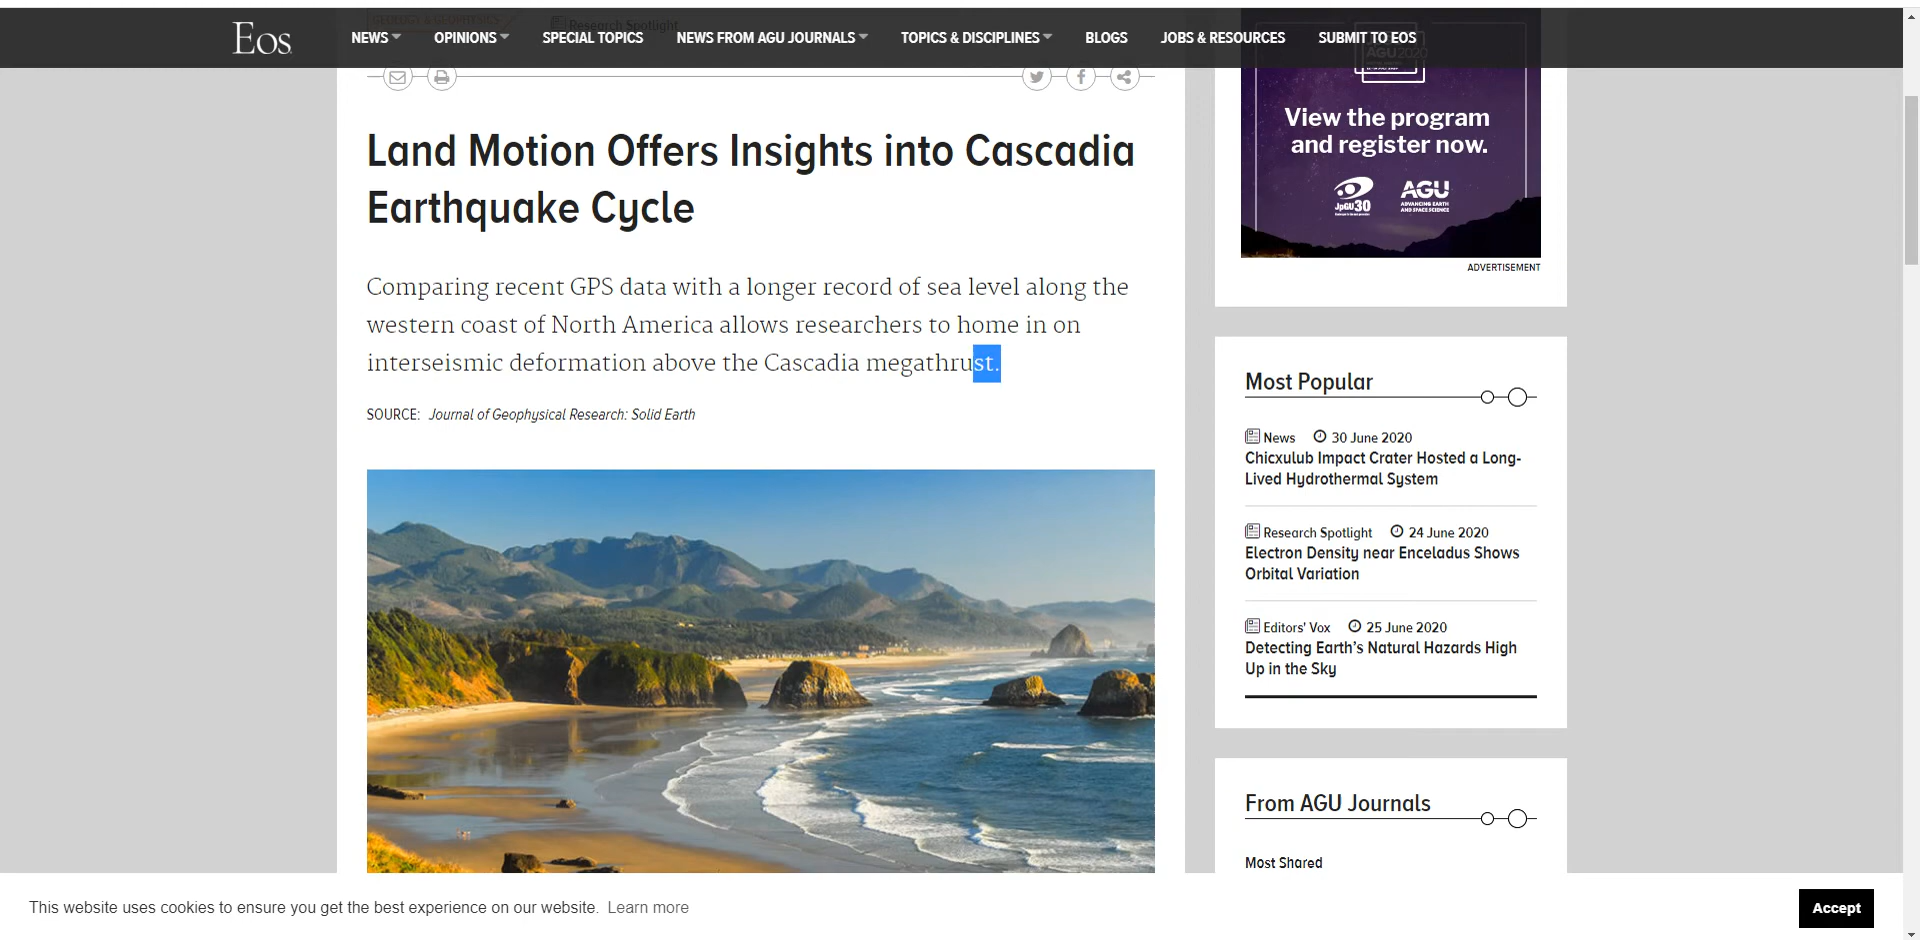 GEOLOGY & GEOPHYSICS
Research Spotlight
Eos
NEWS
OPINIONS
SPECIAL TOPICS
NEWS FROM AGU JOURNALS
TOPICS & DISCIPLINES
BLOGS
JOBS & RESOURCES
SUBMIT TO EOS
Land Motion Offers Insights into Cascadia
Earthquake Cycle
Comparing recent GPS data with a longer record of sea level along the
western coast of North America allows researchers to home in on
interseismic deformation above the Cascadia megathrust.
SOURCE: Journal of Geophysical Research: Solid Earth
AGU2020
View the program
and register now.
JpGU30
AGU
ADVANCING EARTH
AND SPACE SCIENCE
ADVERTISEMENT
Most Popular
News 30 June 2020
Chicxulub Impact Crater Hosted a Long-
Lived Hydrothermal System
Research Spotlight 24 June 2020
Electron Density near Enceladus Shows
Orbital Variation
Editors' Vox 25 June 2020
Detecting Earth’s Natural Hazards High
Up in the Sky
From AGU Journals
Most Shared
This website uses cookies to ensure you get the best experience on our website. Learn more
Accept